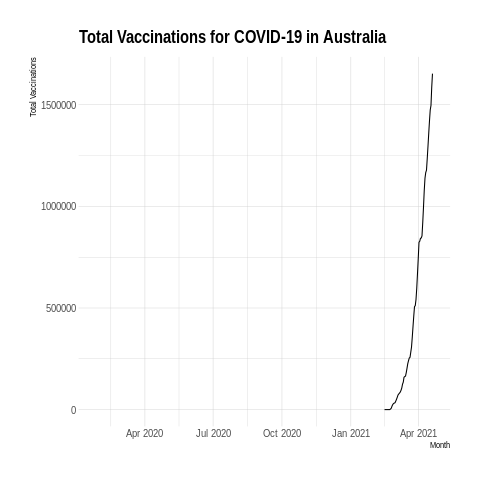 Total Vaccinations for COVID-19 in Australia
Total Vaccinations
1500000
1000000
500000
0
Apr 2020
Jul 2020
Oct 2020
Jan 2021
Apr 2021
Month